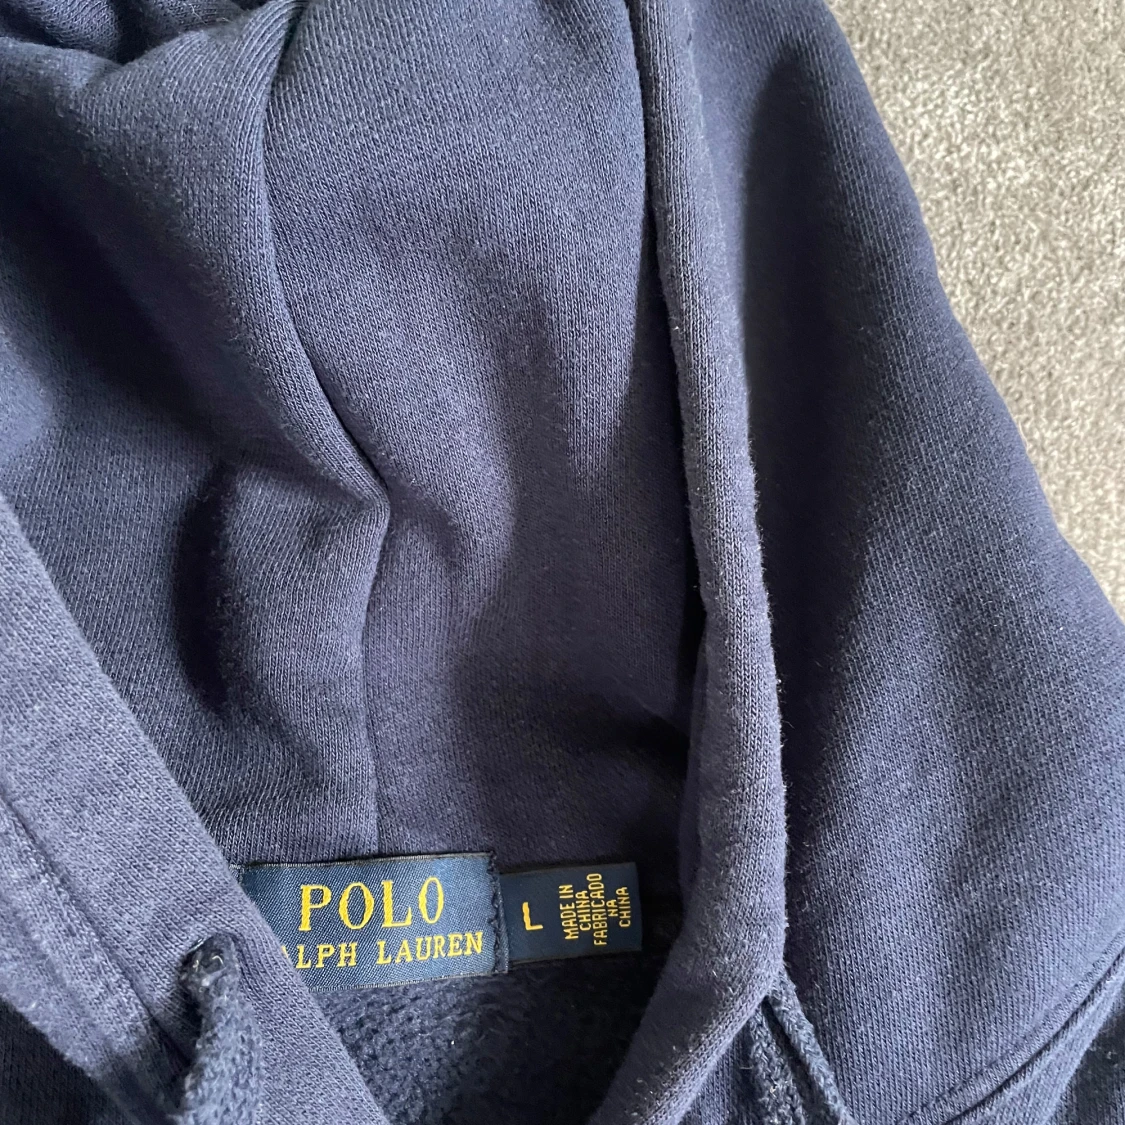 POLO
ALPH LAUREN
L
MADE IN
CHINA
FABRICADO
NA
CHINA